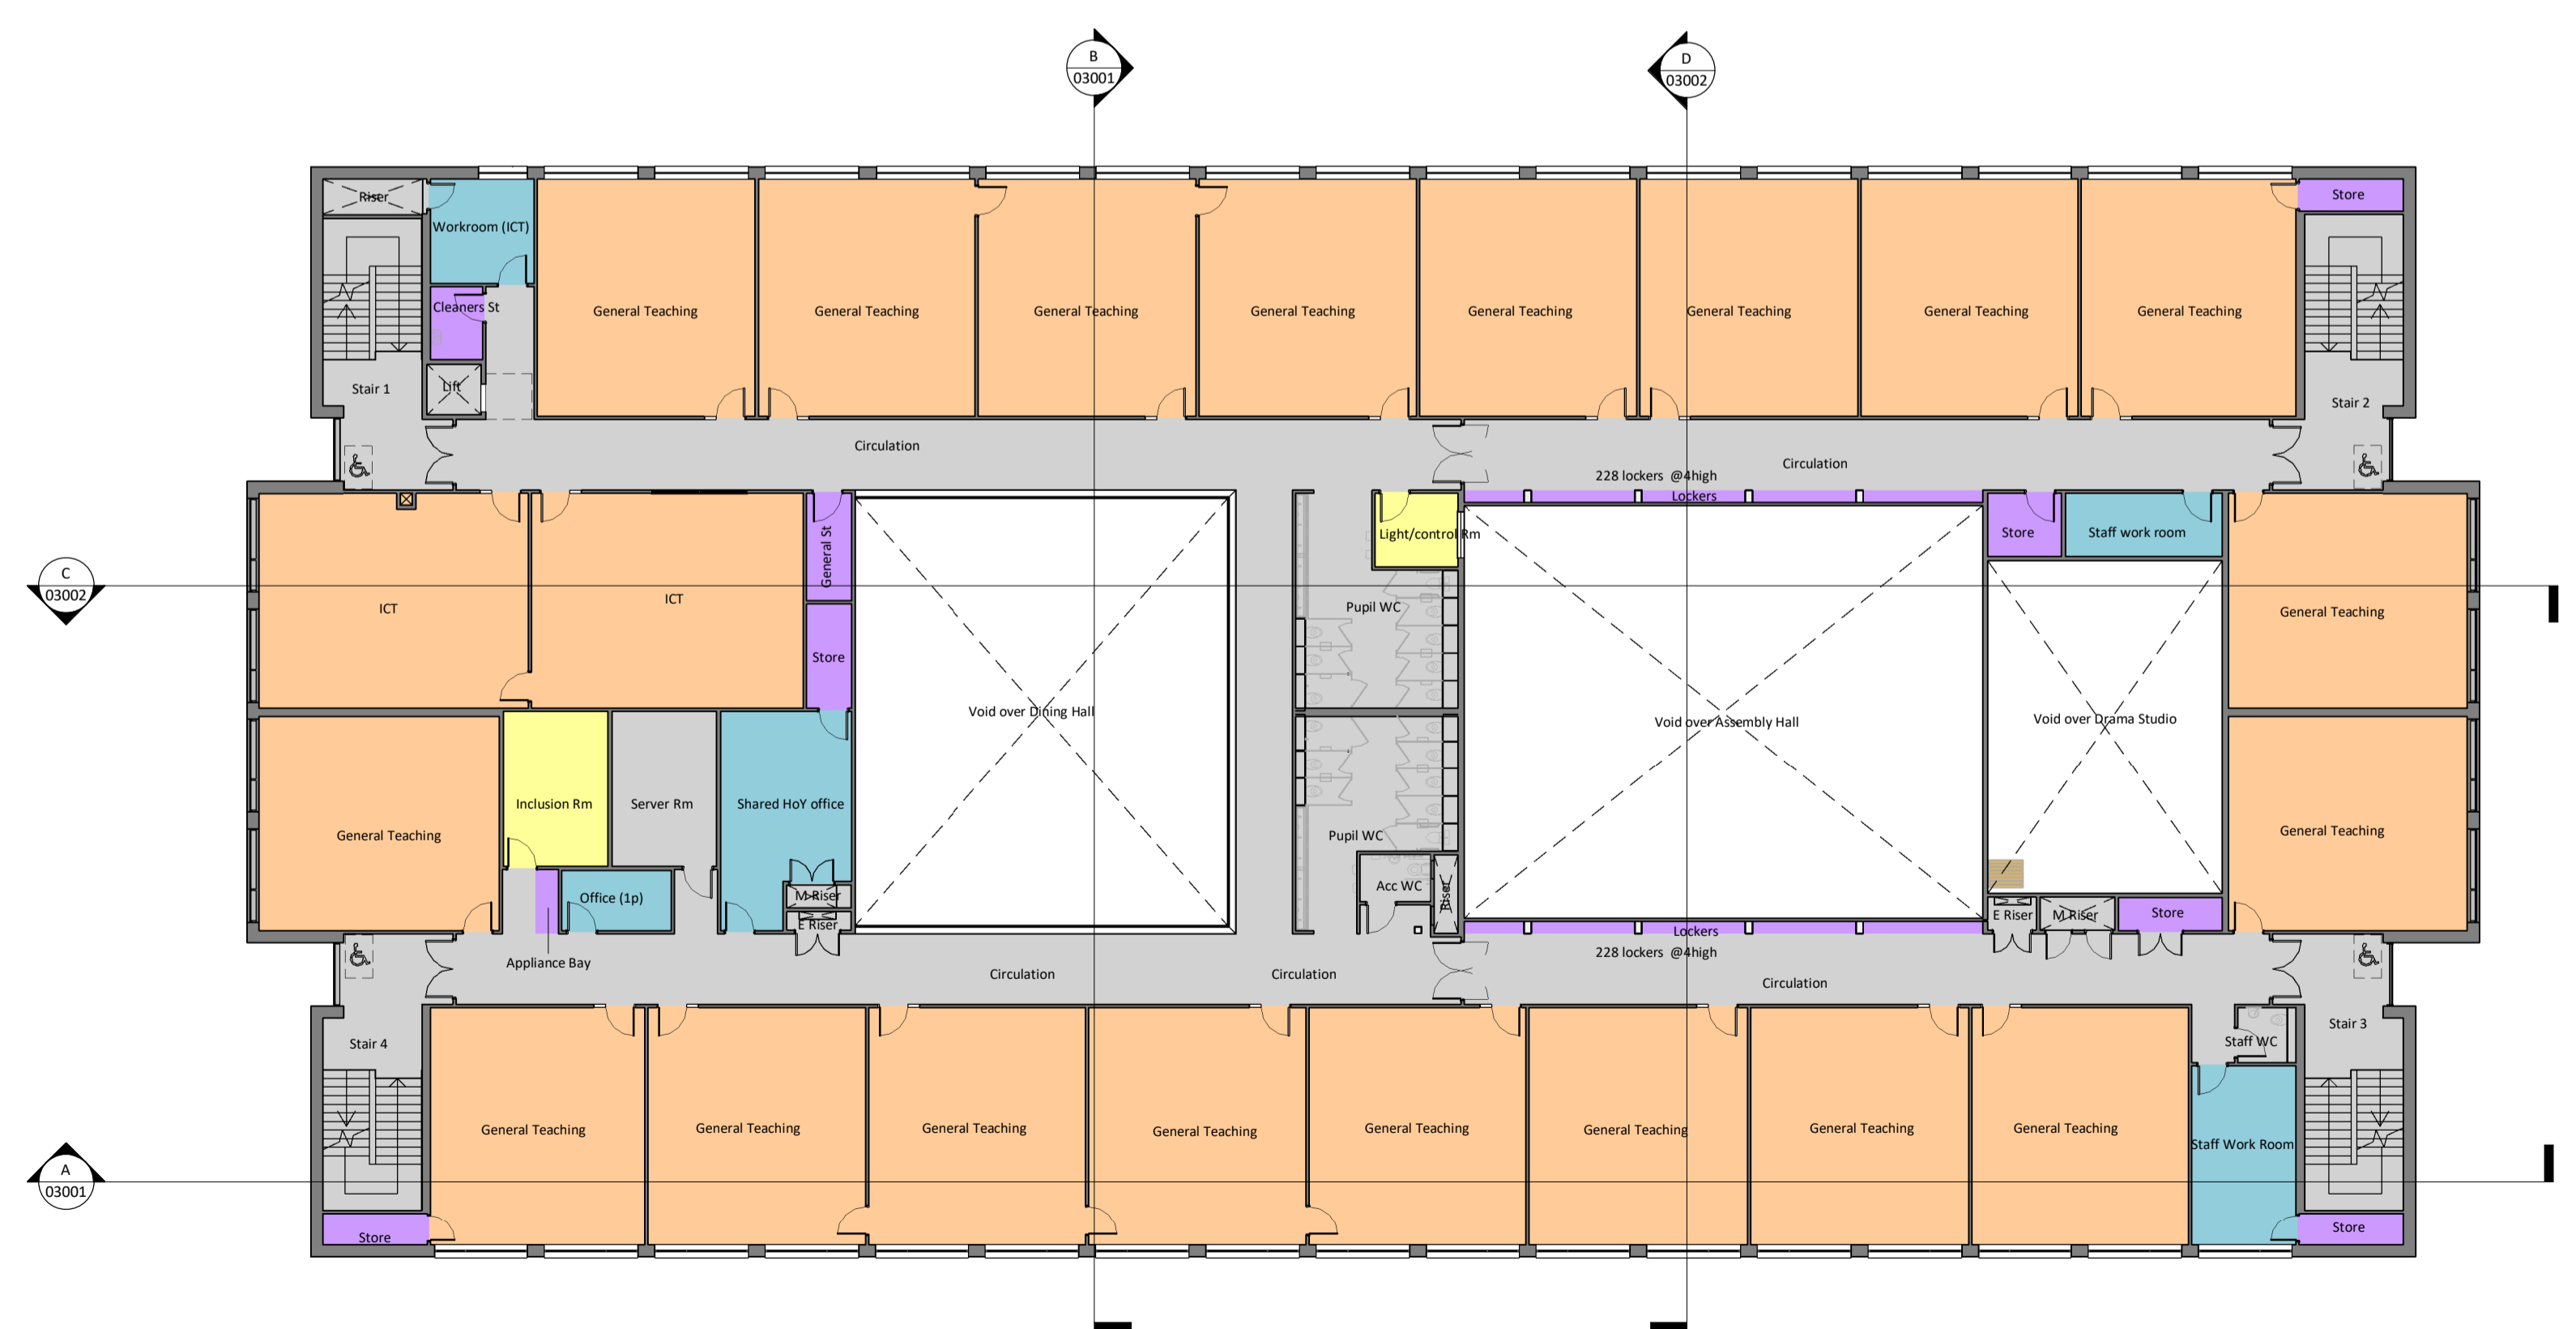 B
03001
D
03002
Riser
Workroom (ICT)
Store
Cleaners St
General Teaching
General Teaching
General Teaching
General Teaching
General Teaching
General Teaching
General Teaching
General Teaching
Lift
Stair 1
Stair 2
Circulation
Circulation
228 lockers @4high
Lockers
C
03002
ICT
ICT
General St
Store
Light/control Rm
Pupil WC
Store
Staff work room
General Teaching
Void over Dining Hall
Void over Assembly Hall
Void over Drama Studio
General Teaching
Inclusion Rm
Server Rm
Shared HoY office
Pupil WC
General Teaching
Office (1p)
M Riser
E Riser
Acc WC
Riser
E Riser
M Riser
Store
Lockers
228 lockers @4high
Appliance Bay
Circulation
Circulation
Circulation
Stair 4
Stair 3
Staff WC
General Teaching
General Teaching
General Teaching
General Teaching
General Teaching
General Teaching
General Teaching
General Teaching
Staff Work Room
A
03001
Store
Store